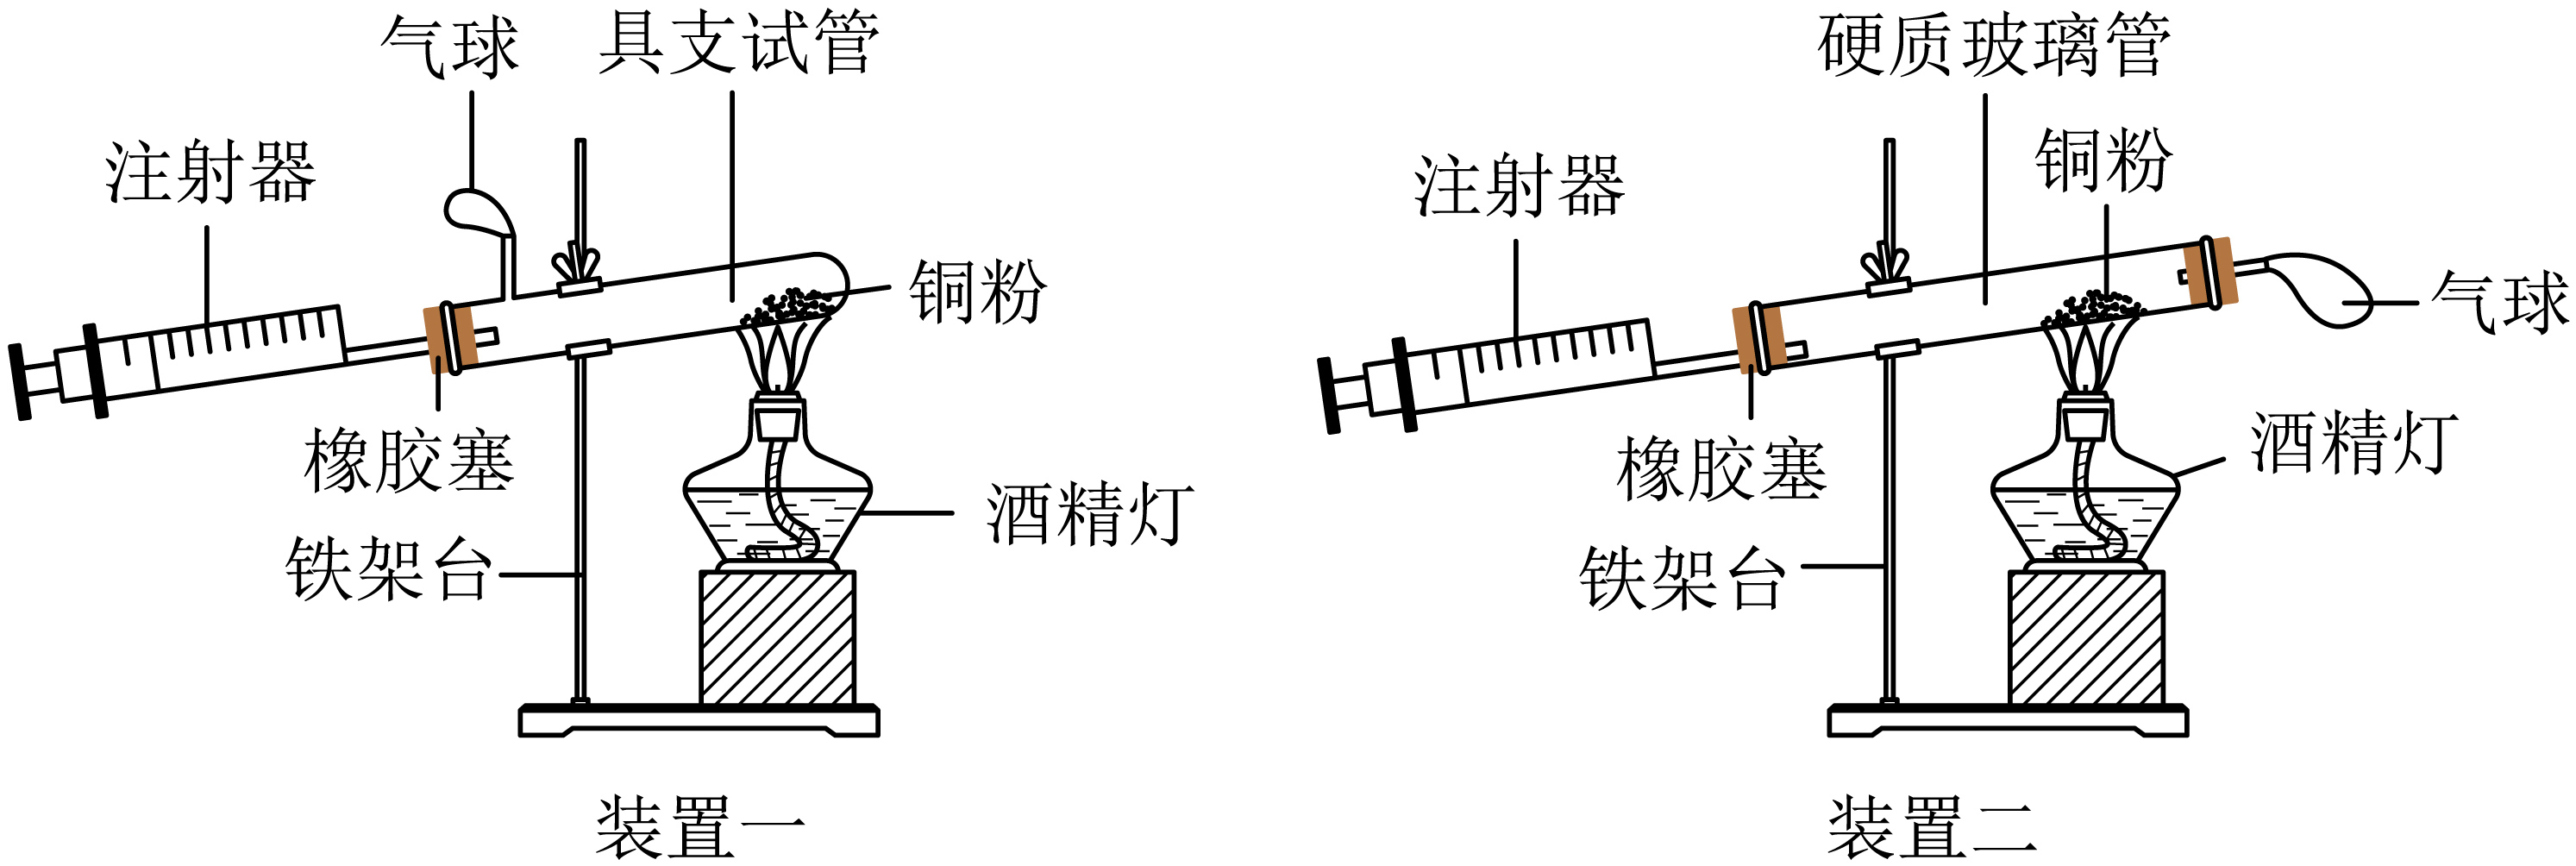 气球
具支试管
注射器
铜粉
橡胶塞
酒精灯
铁架台
装置一
硬质玻璃管
铜粉
注射器
气球
橡胶塞
酒精灯
铁架台
装置二